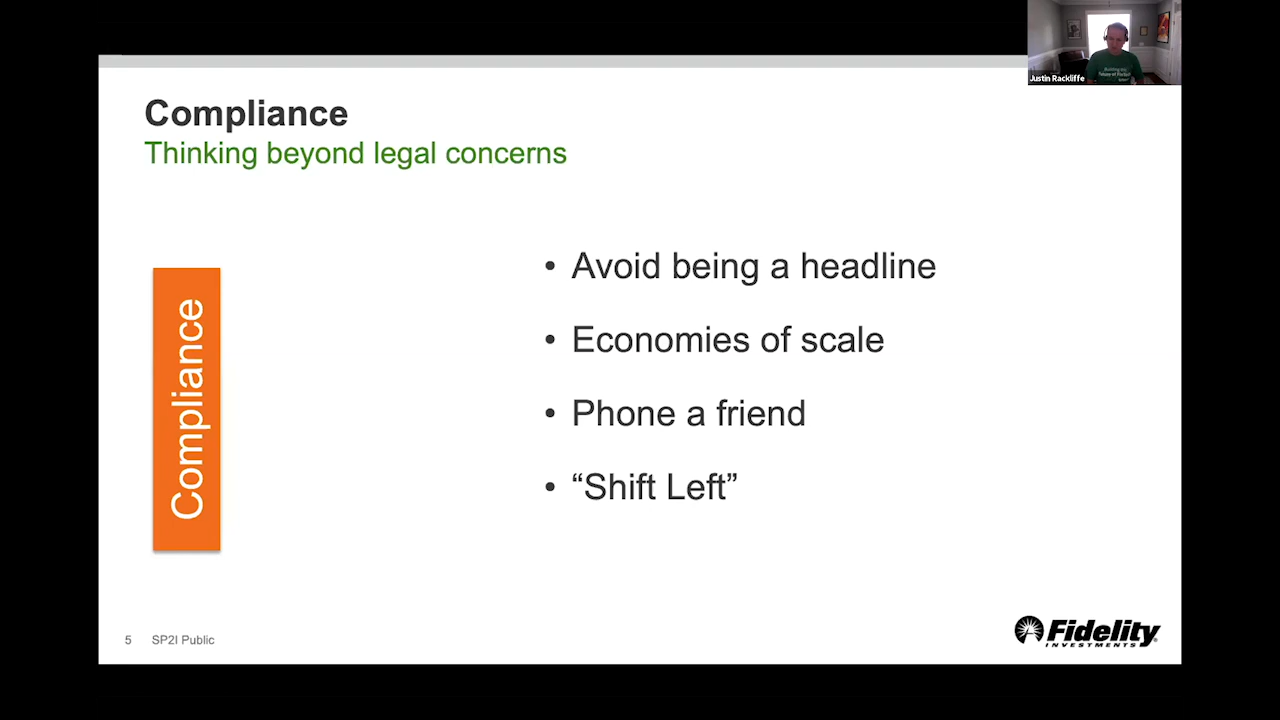 Justin Rackliffe
Compliance
Thinking beyond legal concerns
• Avoid being a headline
• Economies of scale
• Phone a friend
• “Shift Left”
Compliance
5 SP2I Public
Fidelity
INVESTMENTS